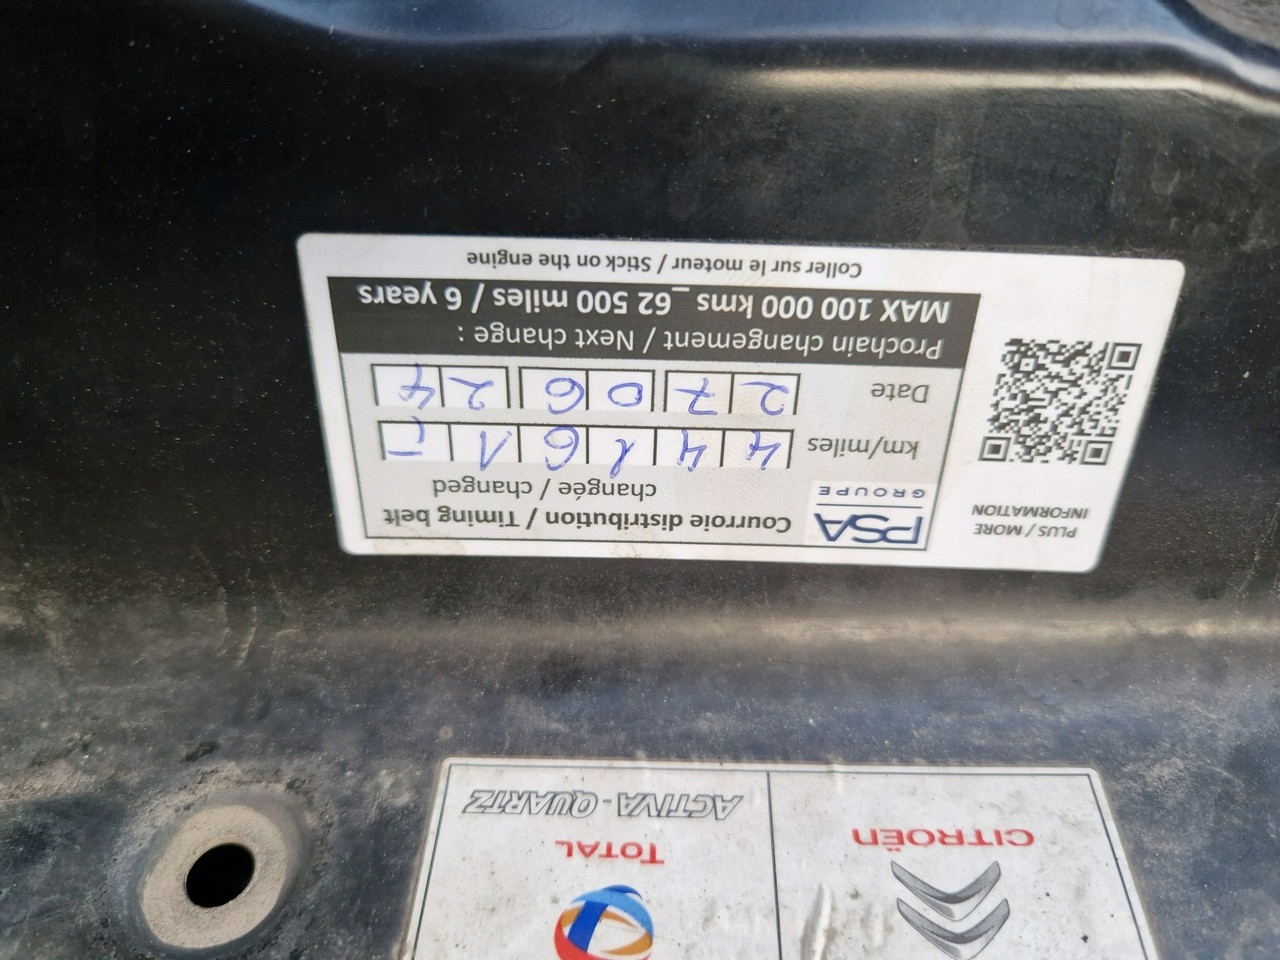 CITROËN
TOTAL
ACTIVA-QUARTZ
PLUS / MORE
INFORMATION
PSA
GROUPE
Courroie distribution / Timing belt
changée / changed
km/miles
Date 27 06 24
Prochain changement / Next change :
MAX 100 000 kms _ 62 500 miles / 6 years
Coller sur le moteur / Stick on the engine